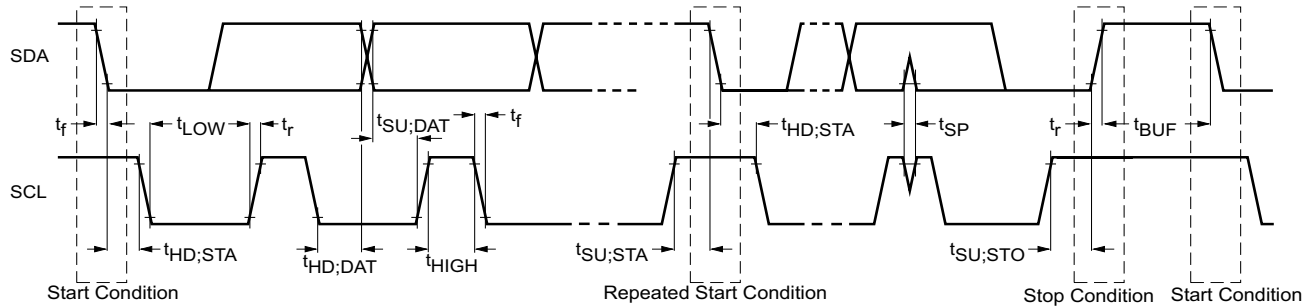 SDA
t_f
t_LOW
t_r
t_SU;DAT
t_f
t_HD;STA
t_SP
t_r
t_BUF
SCL
t_HD;STA
t_HD;DAT
t_HIGH
t_SU;STA
t_SU;STO
Start Condition
Repeated Start Condition
Stop Condition
Start Condition